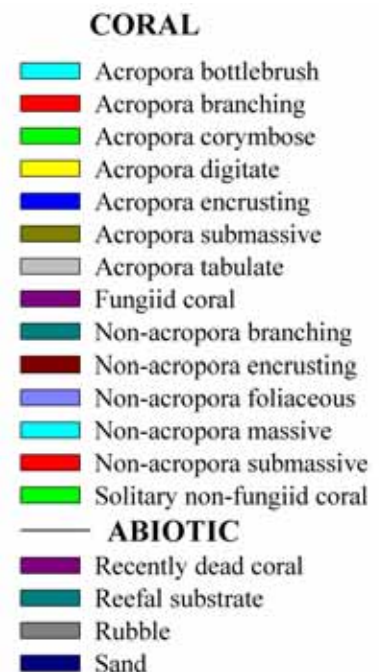 CORAL
Acropora bottlebrush
Acropora branching
Acropora corymbose
Acropora digitate
Acropora encrusting
Acropora submassive
Acropora tabulate
Fungiid coral
Non-acropora branching
Non-acropora encrusting
Non-acropora foliaceous
Non-acropora massive
Non-acropora submassive
Solitary non-fungiid coral
ABIOTIC
Recently dead coral
Reefal substrate
Rubble
Sand